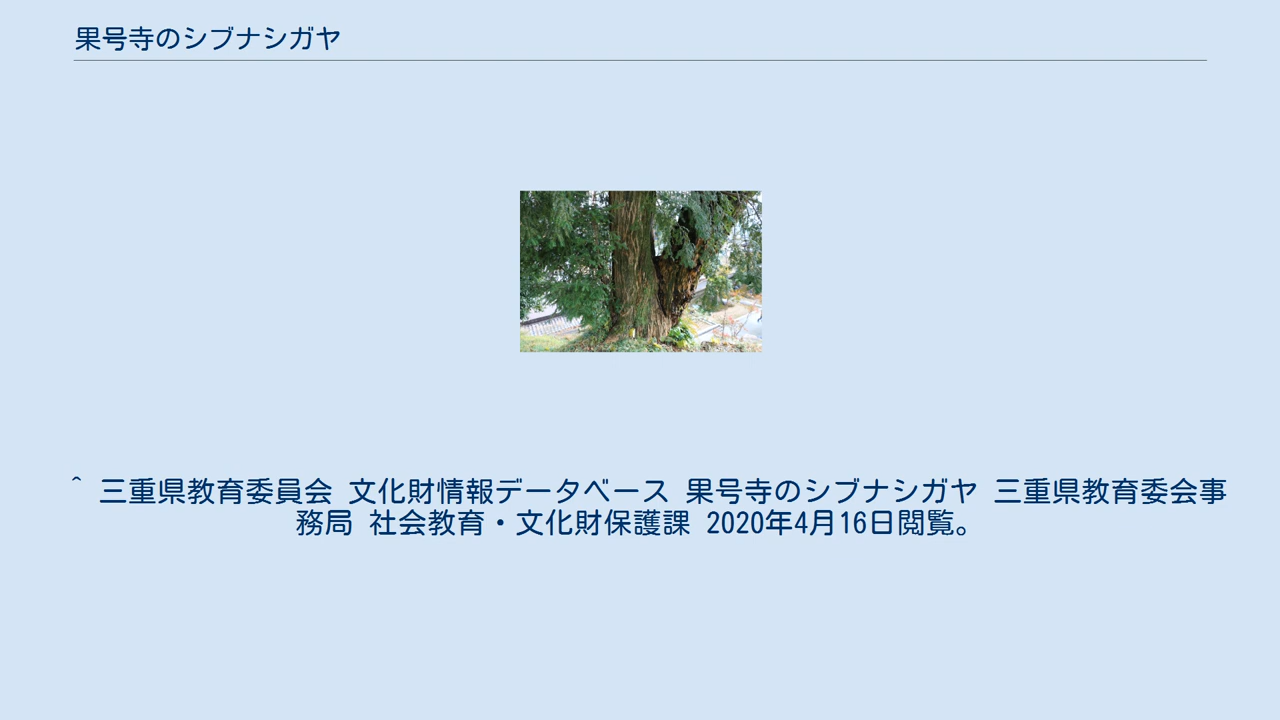 果号寺のシブナシガヤ
^ 三重県教育委員会 文化財情報データベース 果号寺のシブナシガヤ 三重県教育委会事
務局 社会教育・文化財保護課 2020年4月16日閲覧。